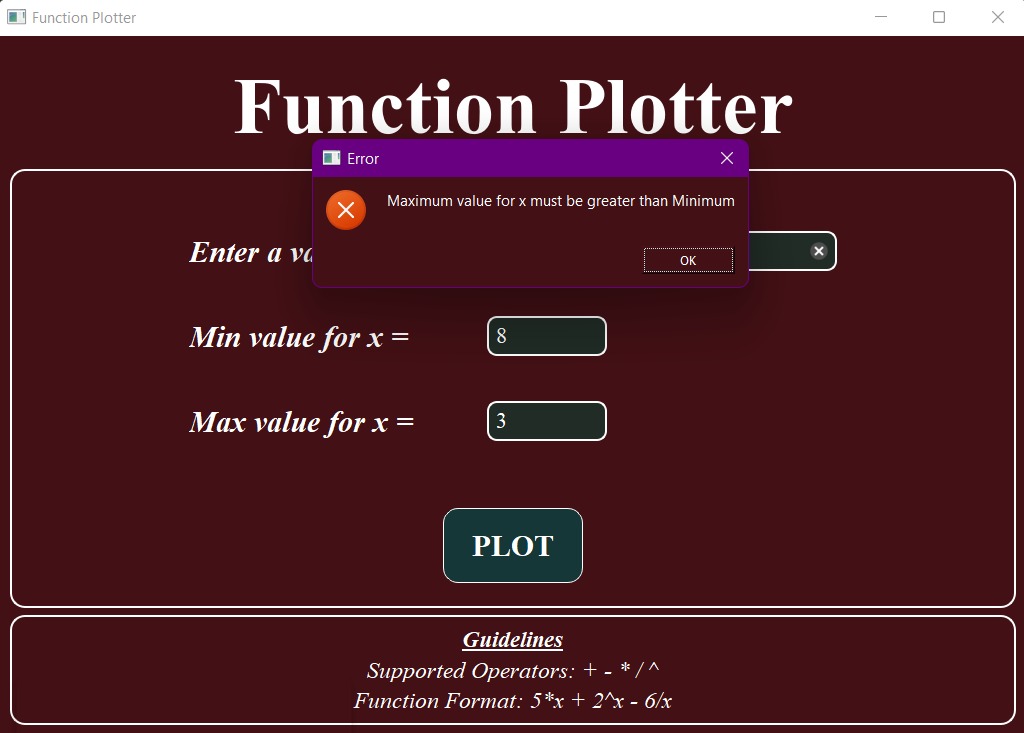 Function Plotter
Function Plotter
Error
Maximum value for x must be greater than Minimum
OK
Enter a
Min value for x = 8
Max value for x = 3
PLOT
Guidelines
Supported Operators: + - * / ^
Function Format: 5*x + 2^x - 6/x